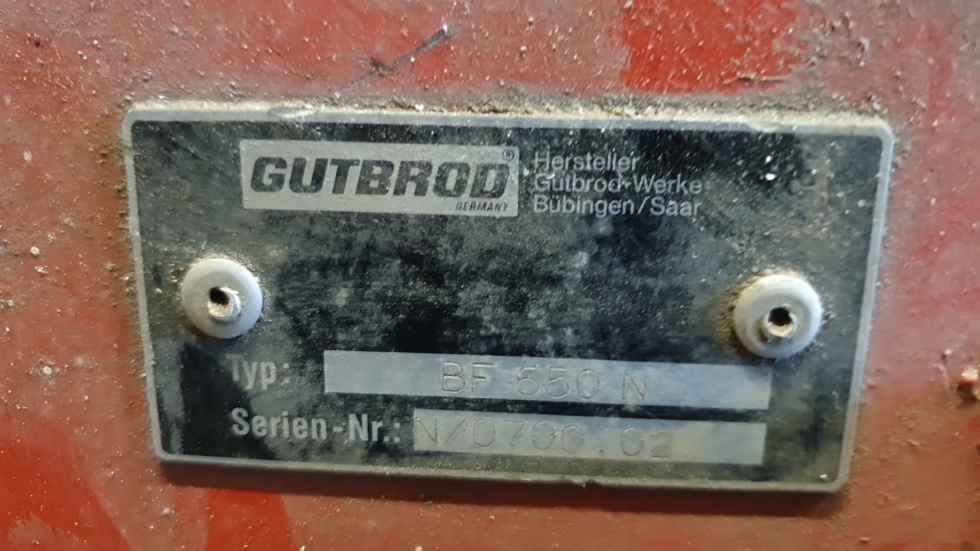 GUTBROD®
GERMANY
Hersteller
Gutbrod-Werke
Bübingen/Saar
Typ: BF 650 N
Serien-Nr.: N/0700.02